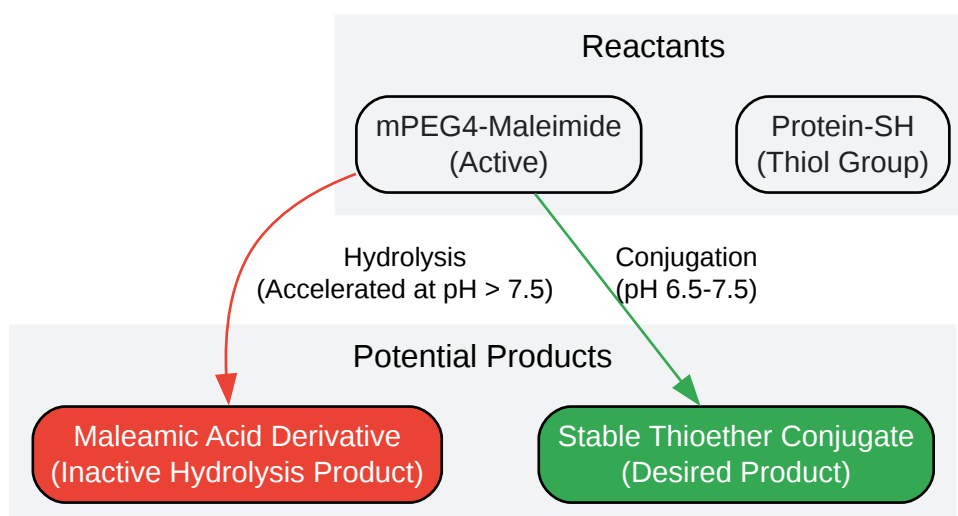 Reactants
mPEG4-Maleimide
(Active)
Protein-SH
(Thiol Group)
Hydrolysis
(Accelerated at pH > 7.5)
Conjugation
(pH 6.5-7.5)
Potential Products
Maleamic Acid Derivative
(Inactive Hydrolysis Product)
Stable Thioether Conjugate
(Desired Product)